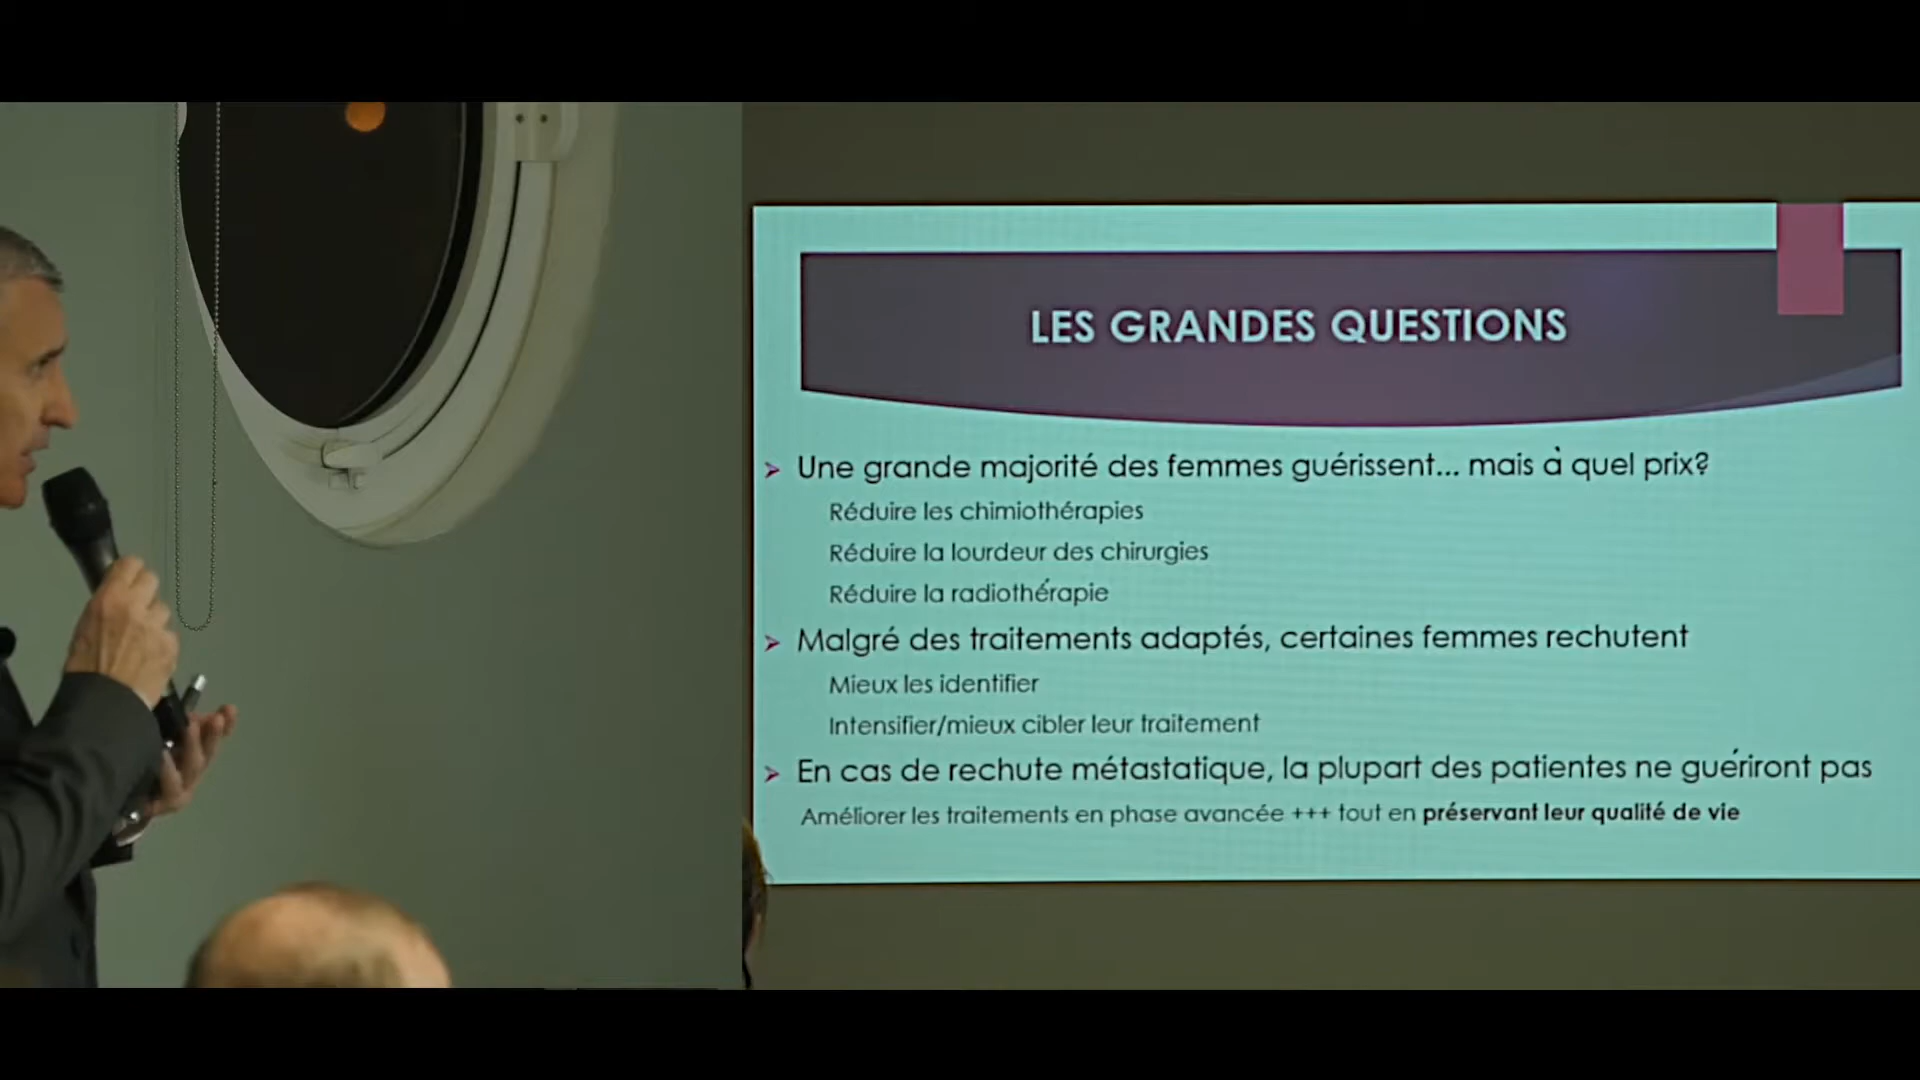 LES GRANDES QUESTIONS
Une grande majorité des femmes guérissent... mais à quel prix?
Réduire les chimiothérapies
Réduire la lourdeur des chirurgies
Réduire la radiothérapie
Malgré des traitements adaptés, certaines femmes rechutent
Mieux les identifier
Intensifier/mieux cibler leur traitement
En cas de rechute métastatique, la plupart des patientes ne guériront pas
Améliorer les traitements en phase avancée +++ tout en préservant leur qualité de vie